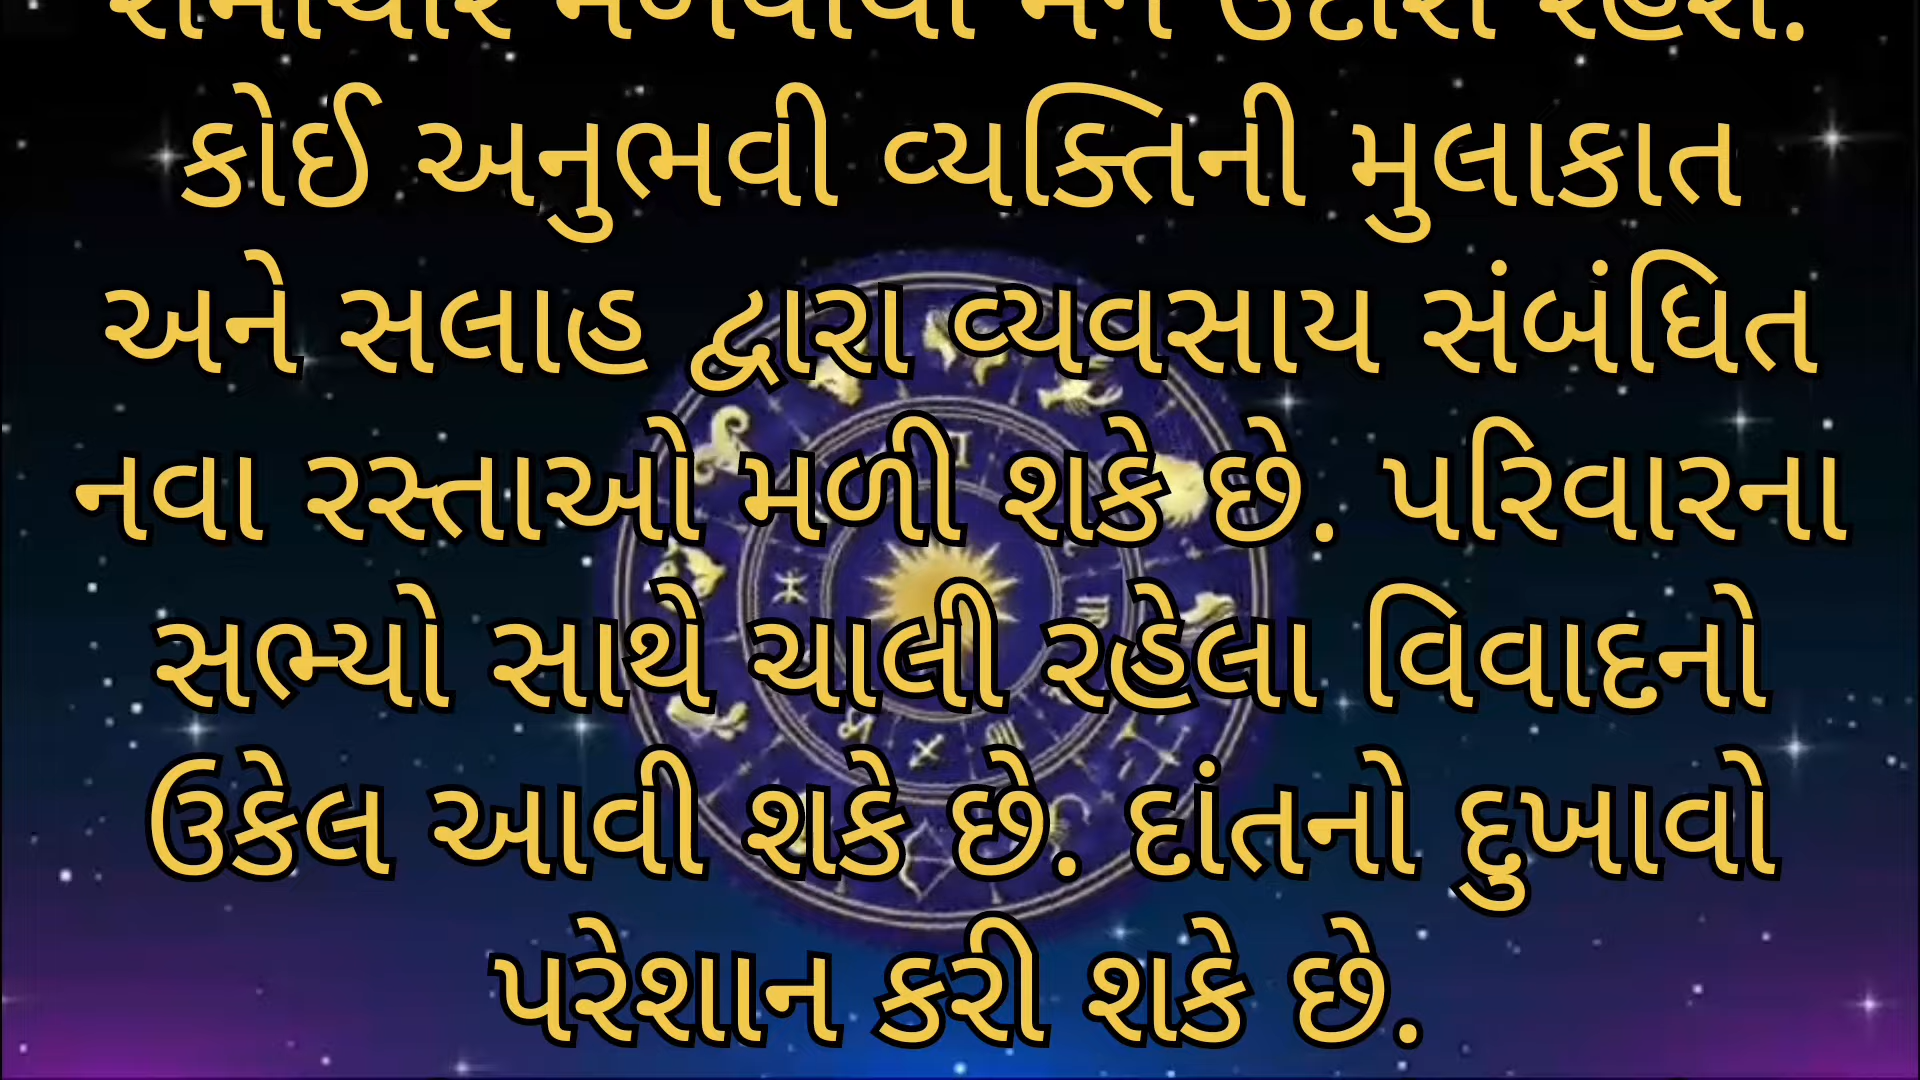 સમાચાર મળવાથી મન ઉદાસ રહેશે.
કોઈ અનુભવી વ્યક્તિની મુલાકાત
અને સલાહ દ્વારા વ્યવસાય સંબંધિત
નવા રસ્તાઓ મળી શકે છે. પરિવારના
સભ્યો સાથે ચાલી રહેલા વિવાદનો
ઉકેલ આવી શકે છે. દાંતનો દુખાવો
પરેશાન કરી શકે છે.